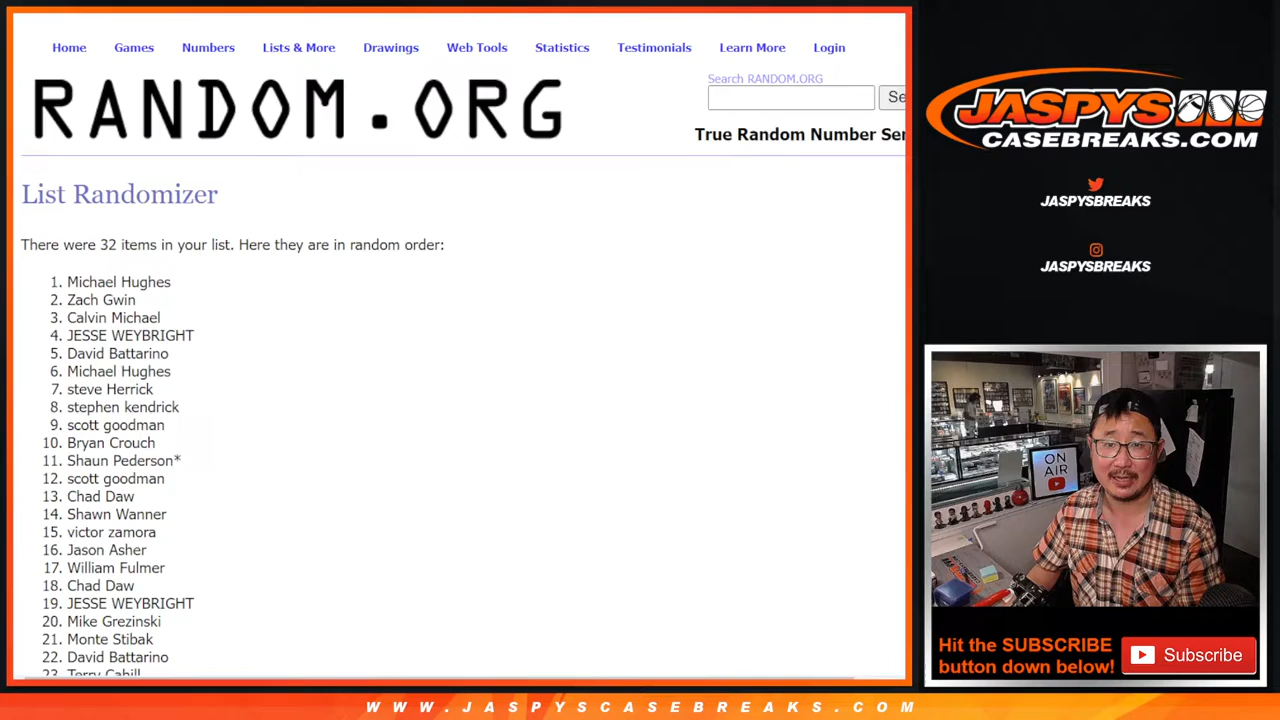 Home Games Numbers Lists & More Drawings Web Tools Statistics Testimonials Learn More Login
RANDOM.ORG
Search RANDOM.ORG
Se
True Random Number Ser
List Randomizer
There were 32 items in your list. Here they are in random order:
1. Michael Hughes
2. Zach Gwin
3. Calvin Michael
4. JESSE WEYBRIGHT
5. David Battarino
6. Michael Hughes
7. steve Herrick
8. stephen kendrick
9. scott goodman
10. Bryan Crouch
11. Shaun Pederson*
12. scott goodman
13. Chad Daw
14. Shawn Wanner
15. victor zamora
16. Jason Asher
17. William Fulmer
18. Chad Daw
19. JESSE WEYBRIGHT
20. Mike Grezinski
21. Monte Stibak
22. David Battarino
23. Terry Cahill
JASPYS
CASEBREAKS.COM
JASPYSBREAKS
JASPYSBREAKS
ON
AIR
Hit the SUBSCRIBE
button down below!
Subscribe
WWW.JASPYSCASEBREAKS.COM